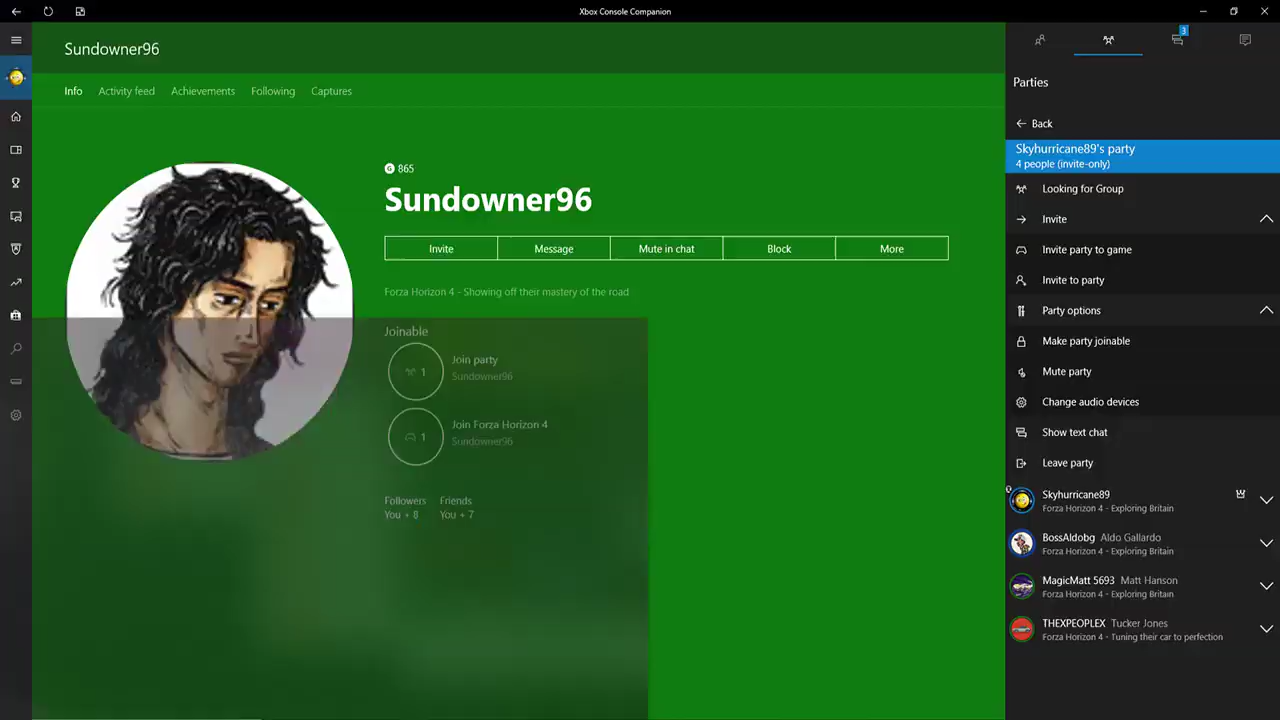 Xbox Console Companion
Sundowner96
Info Activity feed Achievements Following Captures
G 865
Sundowner96
Invite Message Mute in chat Block More
Forza Horizon 4 - Showing off their mastery of the road
Joinable
1 Join party
Sundowner96
1 Join Forza Horizon 4
Sundowner96
Followers Friends
You + 8 You + 7
3
Parties
Back
Skyhurricane89's party
4 people (invite-only)
Looking for Group
Invite
Invite party to game
Invite to party
Party options
Make party joinable
Mute party
Change audio devices
Show text chat
Leave party
Skyhurricane89
Forza Horizon 4 - Exploring Britain
BossAldobg Aldo Gallardo
Forza Horizon 4 - Exploring Britain
MagicMatt 5693 Matt Hanson
Forza Horizon 4 - Exploring Britain
THEXPEOPLEX Tucker Jones
Forza Horizon 4 - Tuning their car to perfection